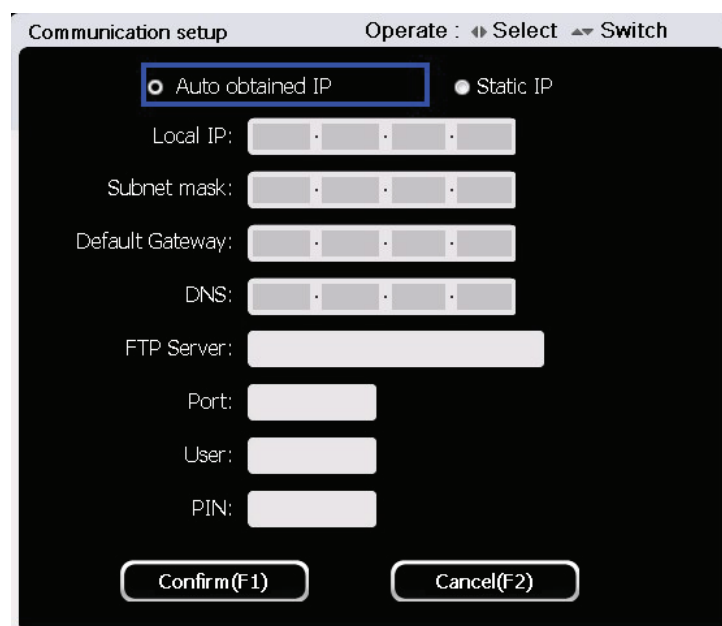 Communication setup Operate : Select Switch
Auto obtained IP Static IP
Local IP: . . .
Subnet mask: . . .
Default Gateway: . . .
DNS: . . .
FTP Server:
Port:
User:
PIN:
Confirm(F1) Cancel(F2)